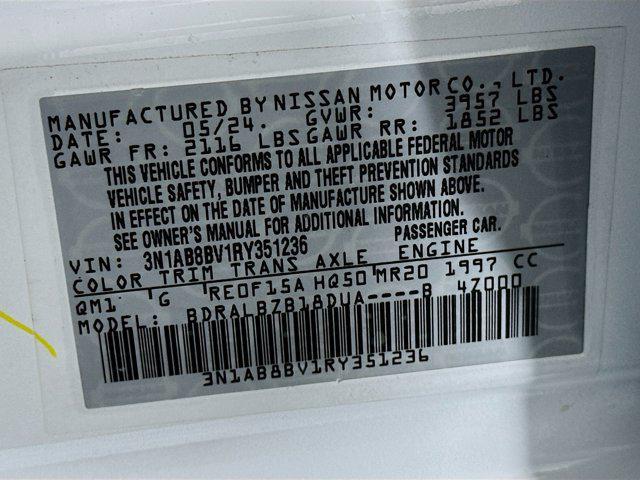 MANUFACTURED BY NISSAN MOTOR CO., LTD.
DATE: 05/24. GVWR: 3957 LBS
GAWR FR: 2116 LBS GAWR RR: 1852 LBS
THIS VEHICLE CONFORMS TO ALL APPLICABLE FEDERAL MOTOR
VEHICLE SAFETY, BUMPER AND THEFT PREVENTION STANDARDS
IN EFFECT ON THE DATE OF MANUFACTURE SHOWN ABOVE.
SEE OWNER'S MANUAL FOR ADDITIONAL INFORMATION.
VIN: 3N1AB8BV1RY351236 PASSENGER CAR.
COLOR TRIM TRANS AXLE ENGINE
QM1 G RE0F15A HQ50 MR20 1997 CC
MODEL: BDRALBZB18DUA----B 47000
3N1AB8BV1RY351236